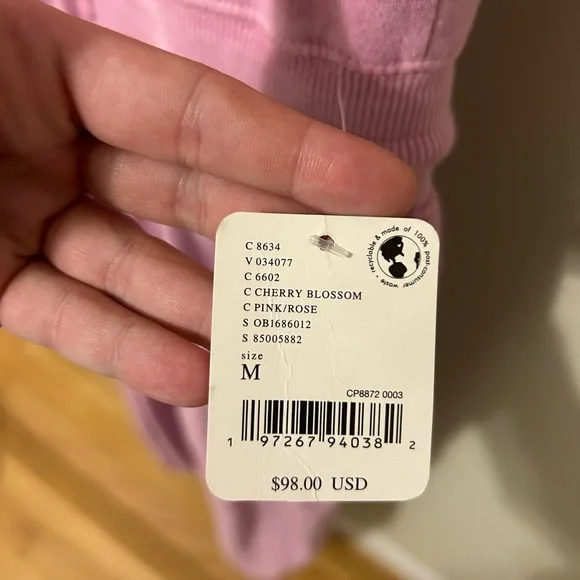 C 8634
V 034077
C 6602
C CHERRY BLOSSOM
C PINK/ROSE
S OB1686012
S 85005882
size
M
recyclable & made of 100% post-consumer waste
CP8872 0003
1 97267 94038 2
$98.00 USD